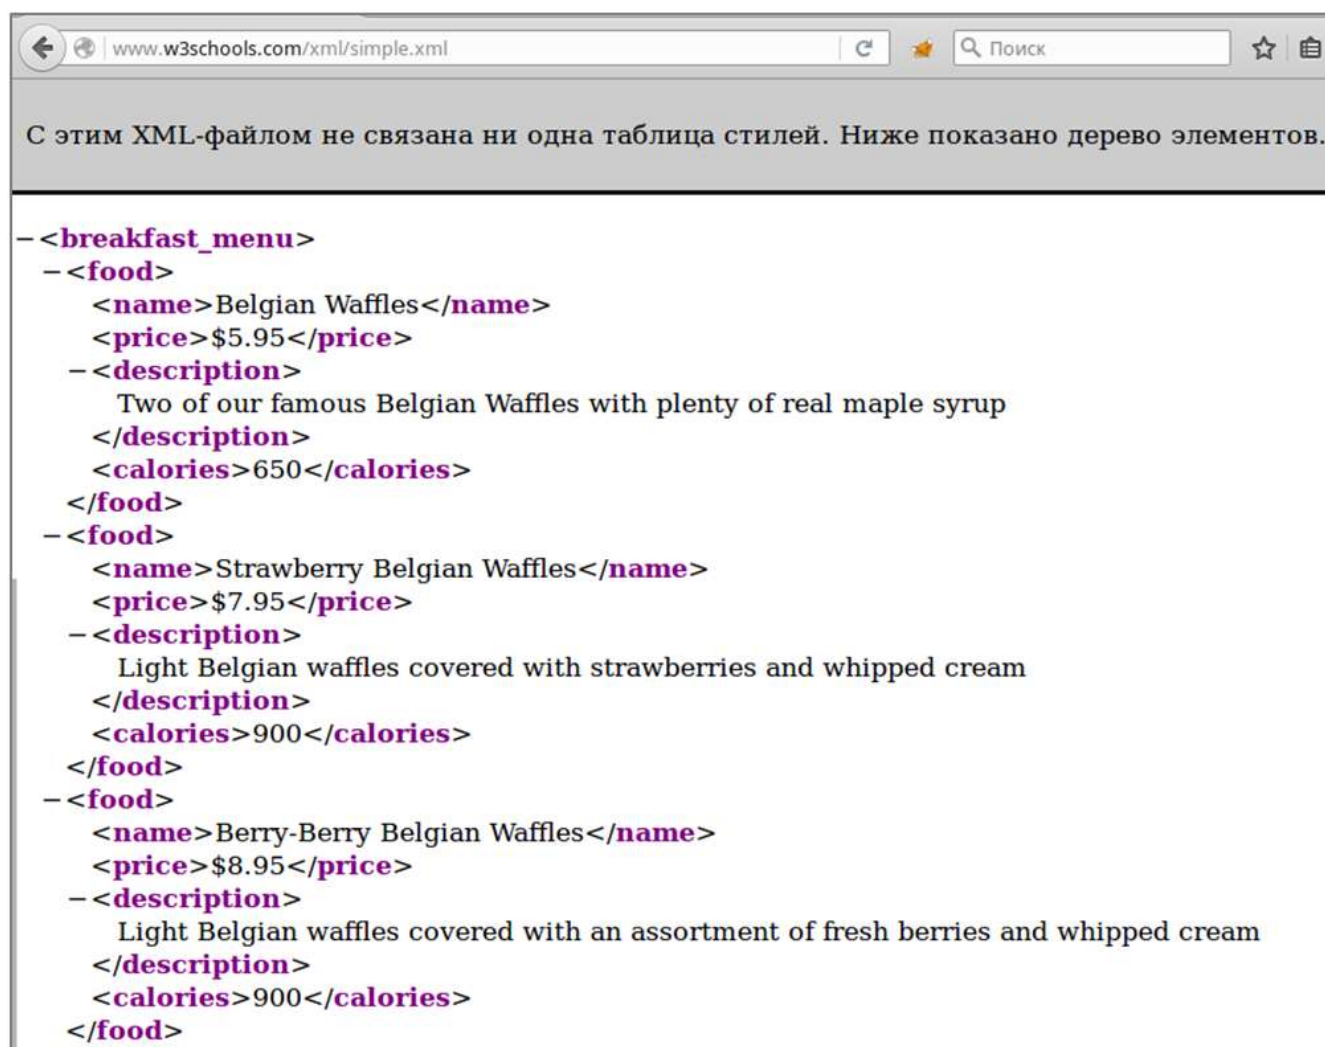 www.w3schools.com/xml/simple.xml Поиск
С этим XML-файлом не связана ни одна таблица стилей. Ниже показано дерево элементов.
−<breakfast_menu>
−<food>
<name>Belgian Waffles</name>
<price>$5.95</price>
−<description>
Two of our famous Belgian Waffles with plenty of real maple syrup
</description>
<calories>650</calories>
</food>
−<food>
<name>Strawberry Belgian Waffles</name>
<price>$7.95</price>
−<description>
Light Belgian waffles covered with strawberries and whipped cream
</description>
<calories>900</calories>
</food>
−<food>
<name>Berry-Berry Belgian Waffles</name>
<price>$8.95</price>
−<description>
Light Belgian waffles covered with an assortment of fresh berries and whipped cream
</description>
<calories>900</calories>
</food>